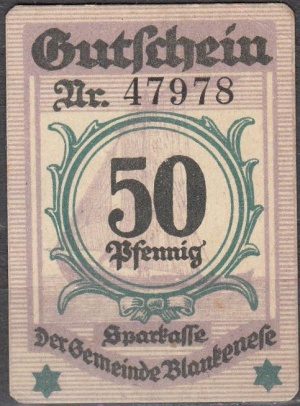 Gutschein
Nr. 47978
50
Pfennig
Sparkasse
Der Gemeinde Blankenese